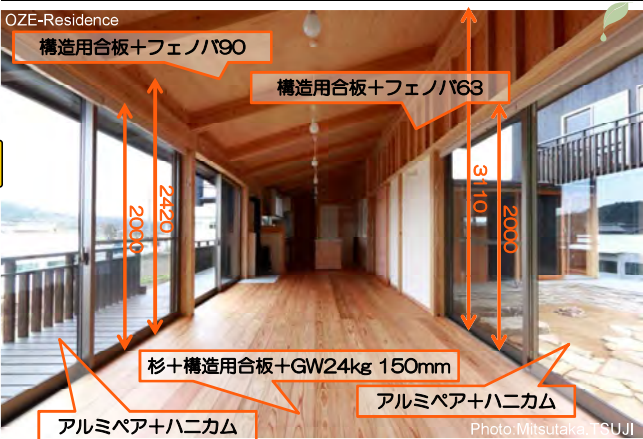 OZE-Residence
構造用合板＋フェノバ90
構造用合板＋フェノバ63
2420
2000
3110
2000
杉＋構造用合板＋GW24kg 150mm
アルミペア＋ハニカム
アルミペア＋ハニカム
Photo:Mitsutaka,TSUJI